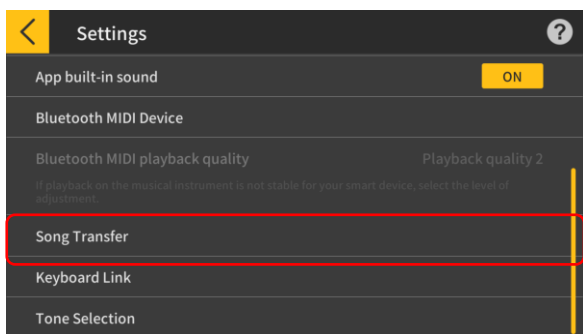 Settings
?
App built-in sound ON
Bluetooth MIDI Device
Bluetooth MIDI playback quality Playback quality 2
If playback on the musical instrument is not stable for your smart device, select the level of
adjustment.
Song Transfer
Keyboard Link
Tone Selection